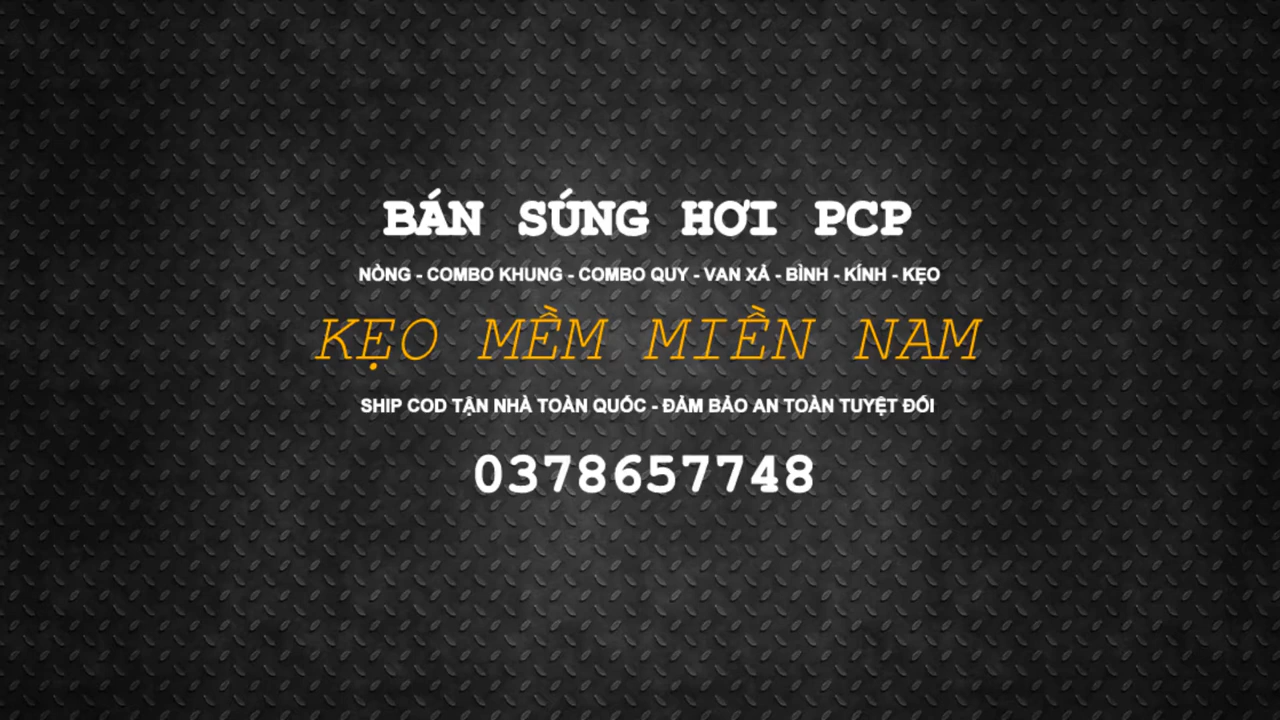 BÁN SÚNG HƠI PCP
NÒNG - COMBO KHUNG - COMBO QUY - VAN XẢ - BÌNH - KÍNH - KẸO
KẸO MỀM MIỀN NAM
SHIP COD TẬN NHÀ TOÀN QUỐC - ĐẢM BẢO AN TOÀN TUYỆT ĐỐI
0378657748